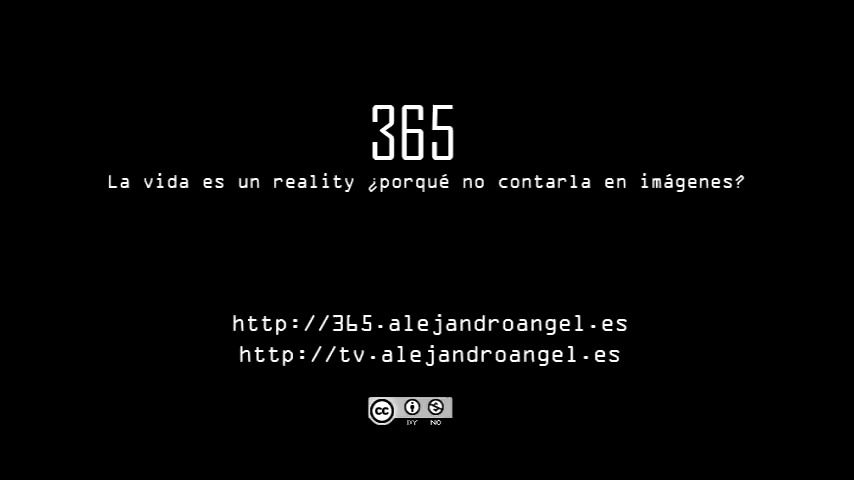 365
La vida es un reality ¿porqué no contarla en imágenes?
http://365.alejandroangel.es
http://tv.alejandroangel.es
cc
BY NC